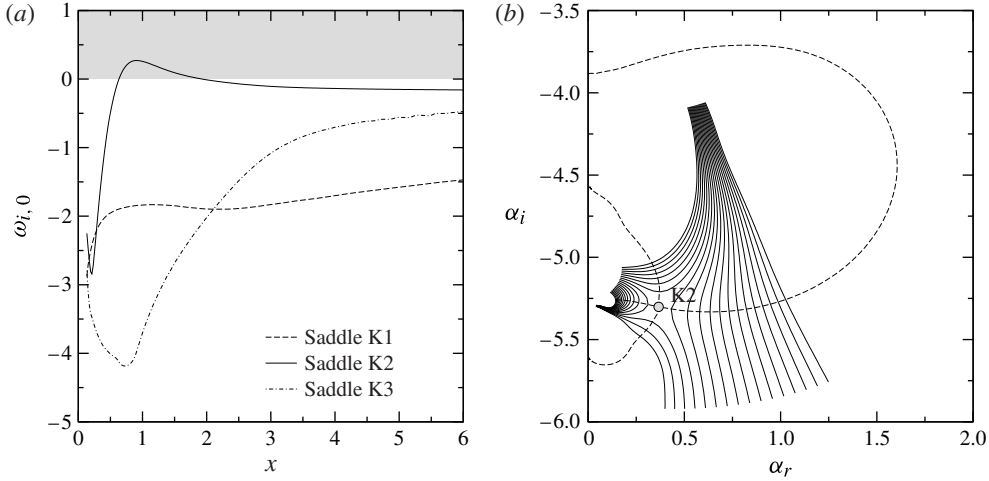 (a)
1
0
−1
−2
−3
−4
−5
ω_{i, 0}
Saddle K1
Saddle K2
Saddle K3
0
1
2
3
4
5
6
x
(b)
−3.5
−4.0
−4.5
−5.0
−5.5
−6.0
α_i
K2
0
0.5
1.0
1.5
2.0
α_r